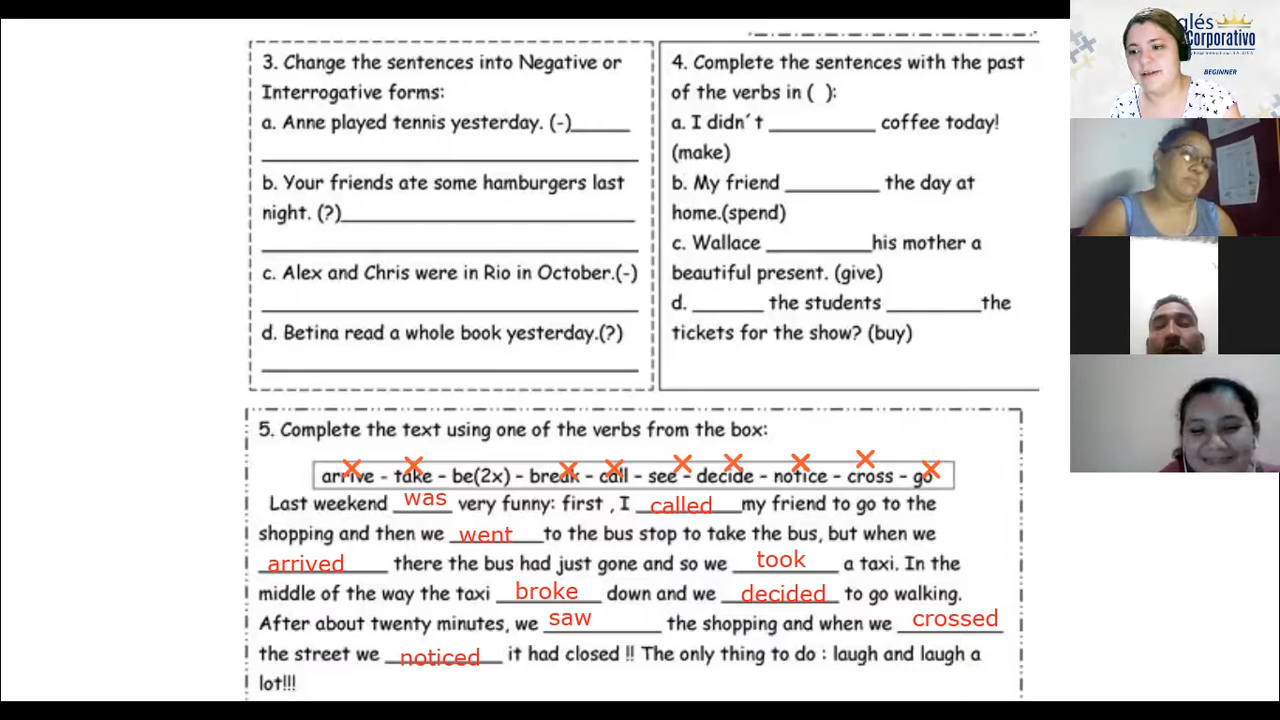 3. Change the sentences into Negative or
Interrogative forms:
a. Anne played tennis yesterday. (-)______
b. Your friends ate some hamburgers last
night. (?)______
c. Alex and Chris were in Rio in October.(-)
d. Betina read a whole book yesterday.(?)
4. Complete the sentences with the past
of the verbs in ( ):
a. I didn´t __________ coffee today!
(make)
b. My friend _________ the day at
home.(spend)
c. Wallace __________his mother a
beautiful present. (give)
d. _______ the students _________the
tickets for the show? (buy)
5. Complete the text using one of the verbs from the box:
arrive - take - be(2x) - break - call - see - decide - notice - cross - go
Last weekend was very funny: first , I called my friend to go to the
shopping and then we went to the bus stop to take the bus, but when we
arrived there the bus had just gone and so we took a taxi. In the
middle of the way the taxi broke down and we decided to go walking.
After about twenty minutes, we saw the shopping and when we crossed
the street we noticed it had closed !! The only thing to do : laugh and laugh a
lot!!!
glés
Corporativo
BEGINNER